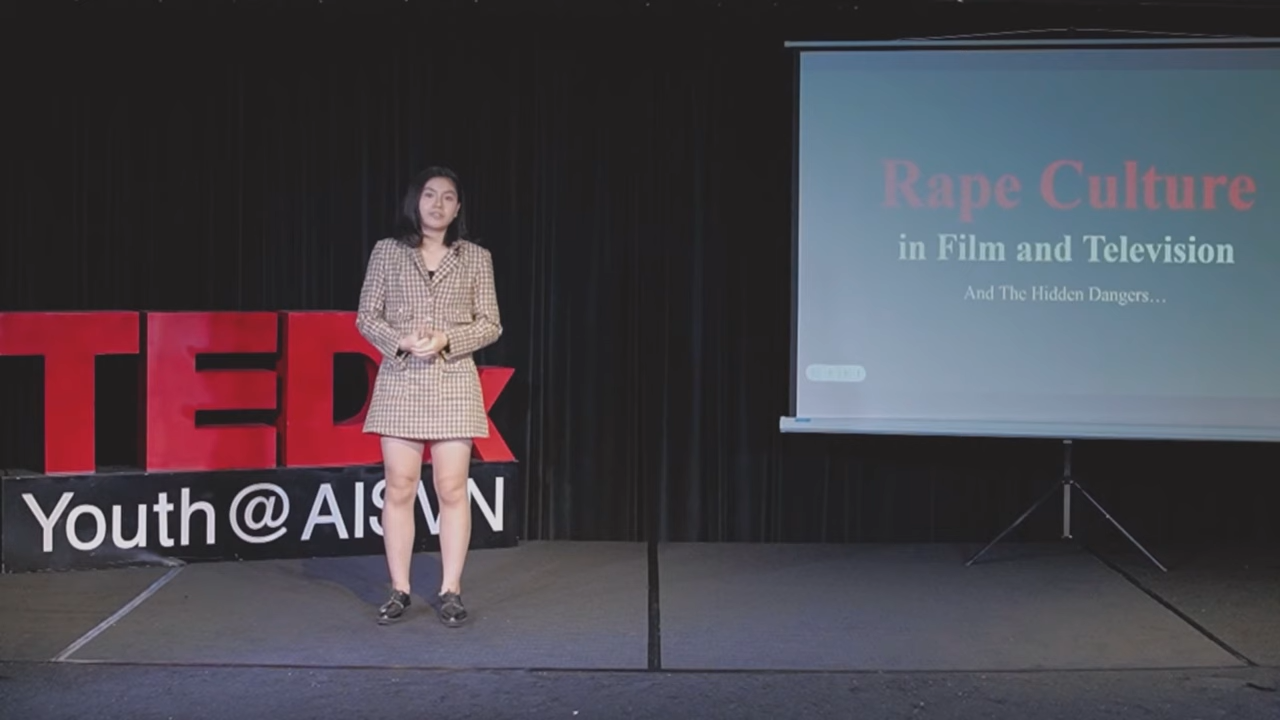 TEDx
Youth@AISVN
Rape Culture
in Film and Television
And The Hidden Dangers...